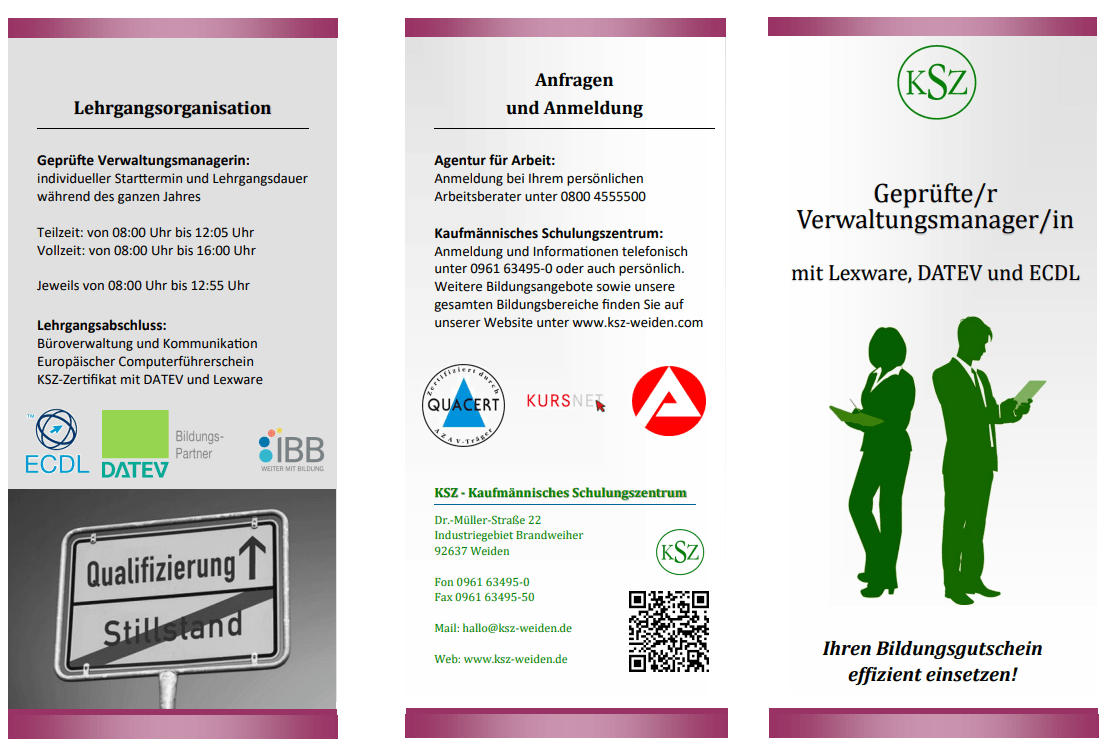 Lehrgangsorganisation
Geprüfte Verwaltungsmanagerin:
individueller Starttermin und Lehrgangsdauer
während des ganzen Jahres
Teilzeit: von 08:00 Uhr bis 12:05 Uhr
Vollzeit: von 08:00 Uhr bis 16:00 Uhr
Jeweils von 08:00 Uhr bis 12:55 Uhr
Lehrgangsabschluss:
Büroverwaltung und Kommunikation
Europäischer Computerführerschein
KSZ-Zertifikat mit DATEV und Lexware
™
ECDL
DATEV
Bildungs-
Partner
IBB
WEITER MIT BILDUNG
Qualifizierung
Stillstand
Anfragen
und Anmeldung
Agentur für Arbeit:
Anmeldung bei Ihrem persönlichen
Arbeitsberater unter 0800 4555500
Kaufmännisches Schulungszentrum:
Anmeldung und Informationen telefonisch
unter 0961 63495-0 oder auch persönlich.
Weitere Bildungsangebote sowie unsere
gesamten Bildungsbereiche finden Sie auf
unserer Website unter www.ksz-weiden.com
Zertifiziert durch
QUACERT
AZAV-Träger
KURSNET
KSZ - Kaufmännisches Schulungszentrum
Dr.-Müller-Straße 22
Industriegebiet Brandweiher
92637 Weiden
KSZ
Fon 0961 63495-0
Fax 0961 63495-50
Mail: hallo@ksz-weiden.de
Web: www.ksz-weiden.de
KSZ
Geprüfte/r
Verwaltungsmanager/in
mit Lexware, DATEV und ECDL
Ihren Bildungsgutschein
effizient einsetzen!